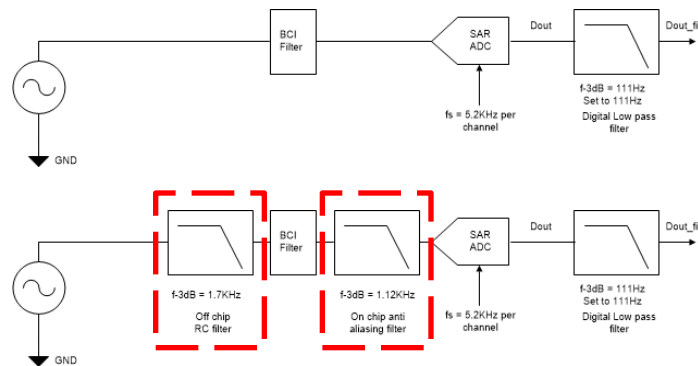 BCI
Filter
SAR
ADC
Dout
Dout_fi
f-3dB = 111Hz
Set to 111Hz
Digital Low pass
filter
fs = 5.2KHz per
channel
GND
BCI
Filter
SAR
ADC
Dout
Dout_fi
f-3dB = 1.7KHz
Off chip
RC filter
f-3dB = 1.12KHz
On chip anti
aliasing filter
fs = 5.2KHz per
channel
f-3dB = 111Hz
Set to 111Hz
Digital Low pass
filter
GND